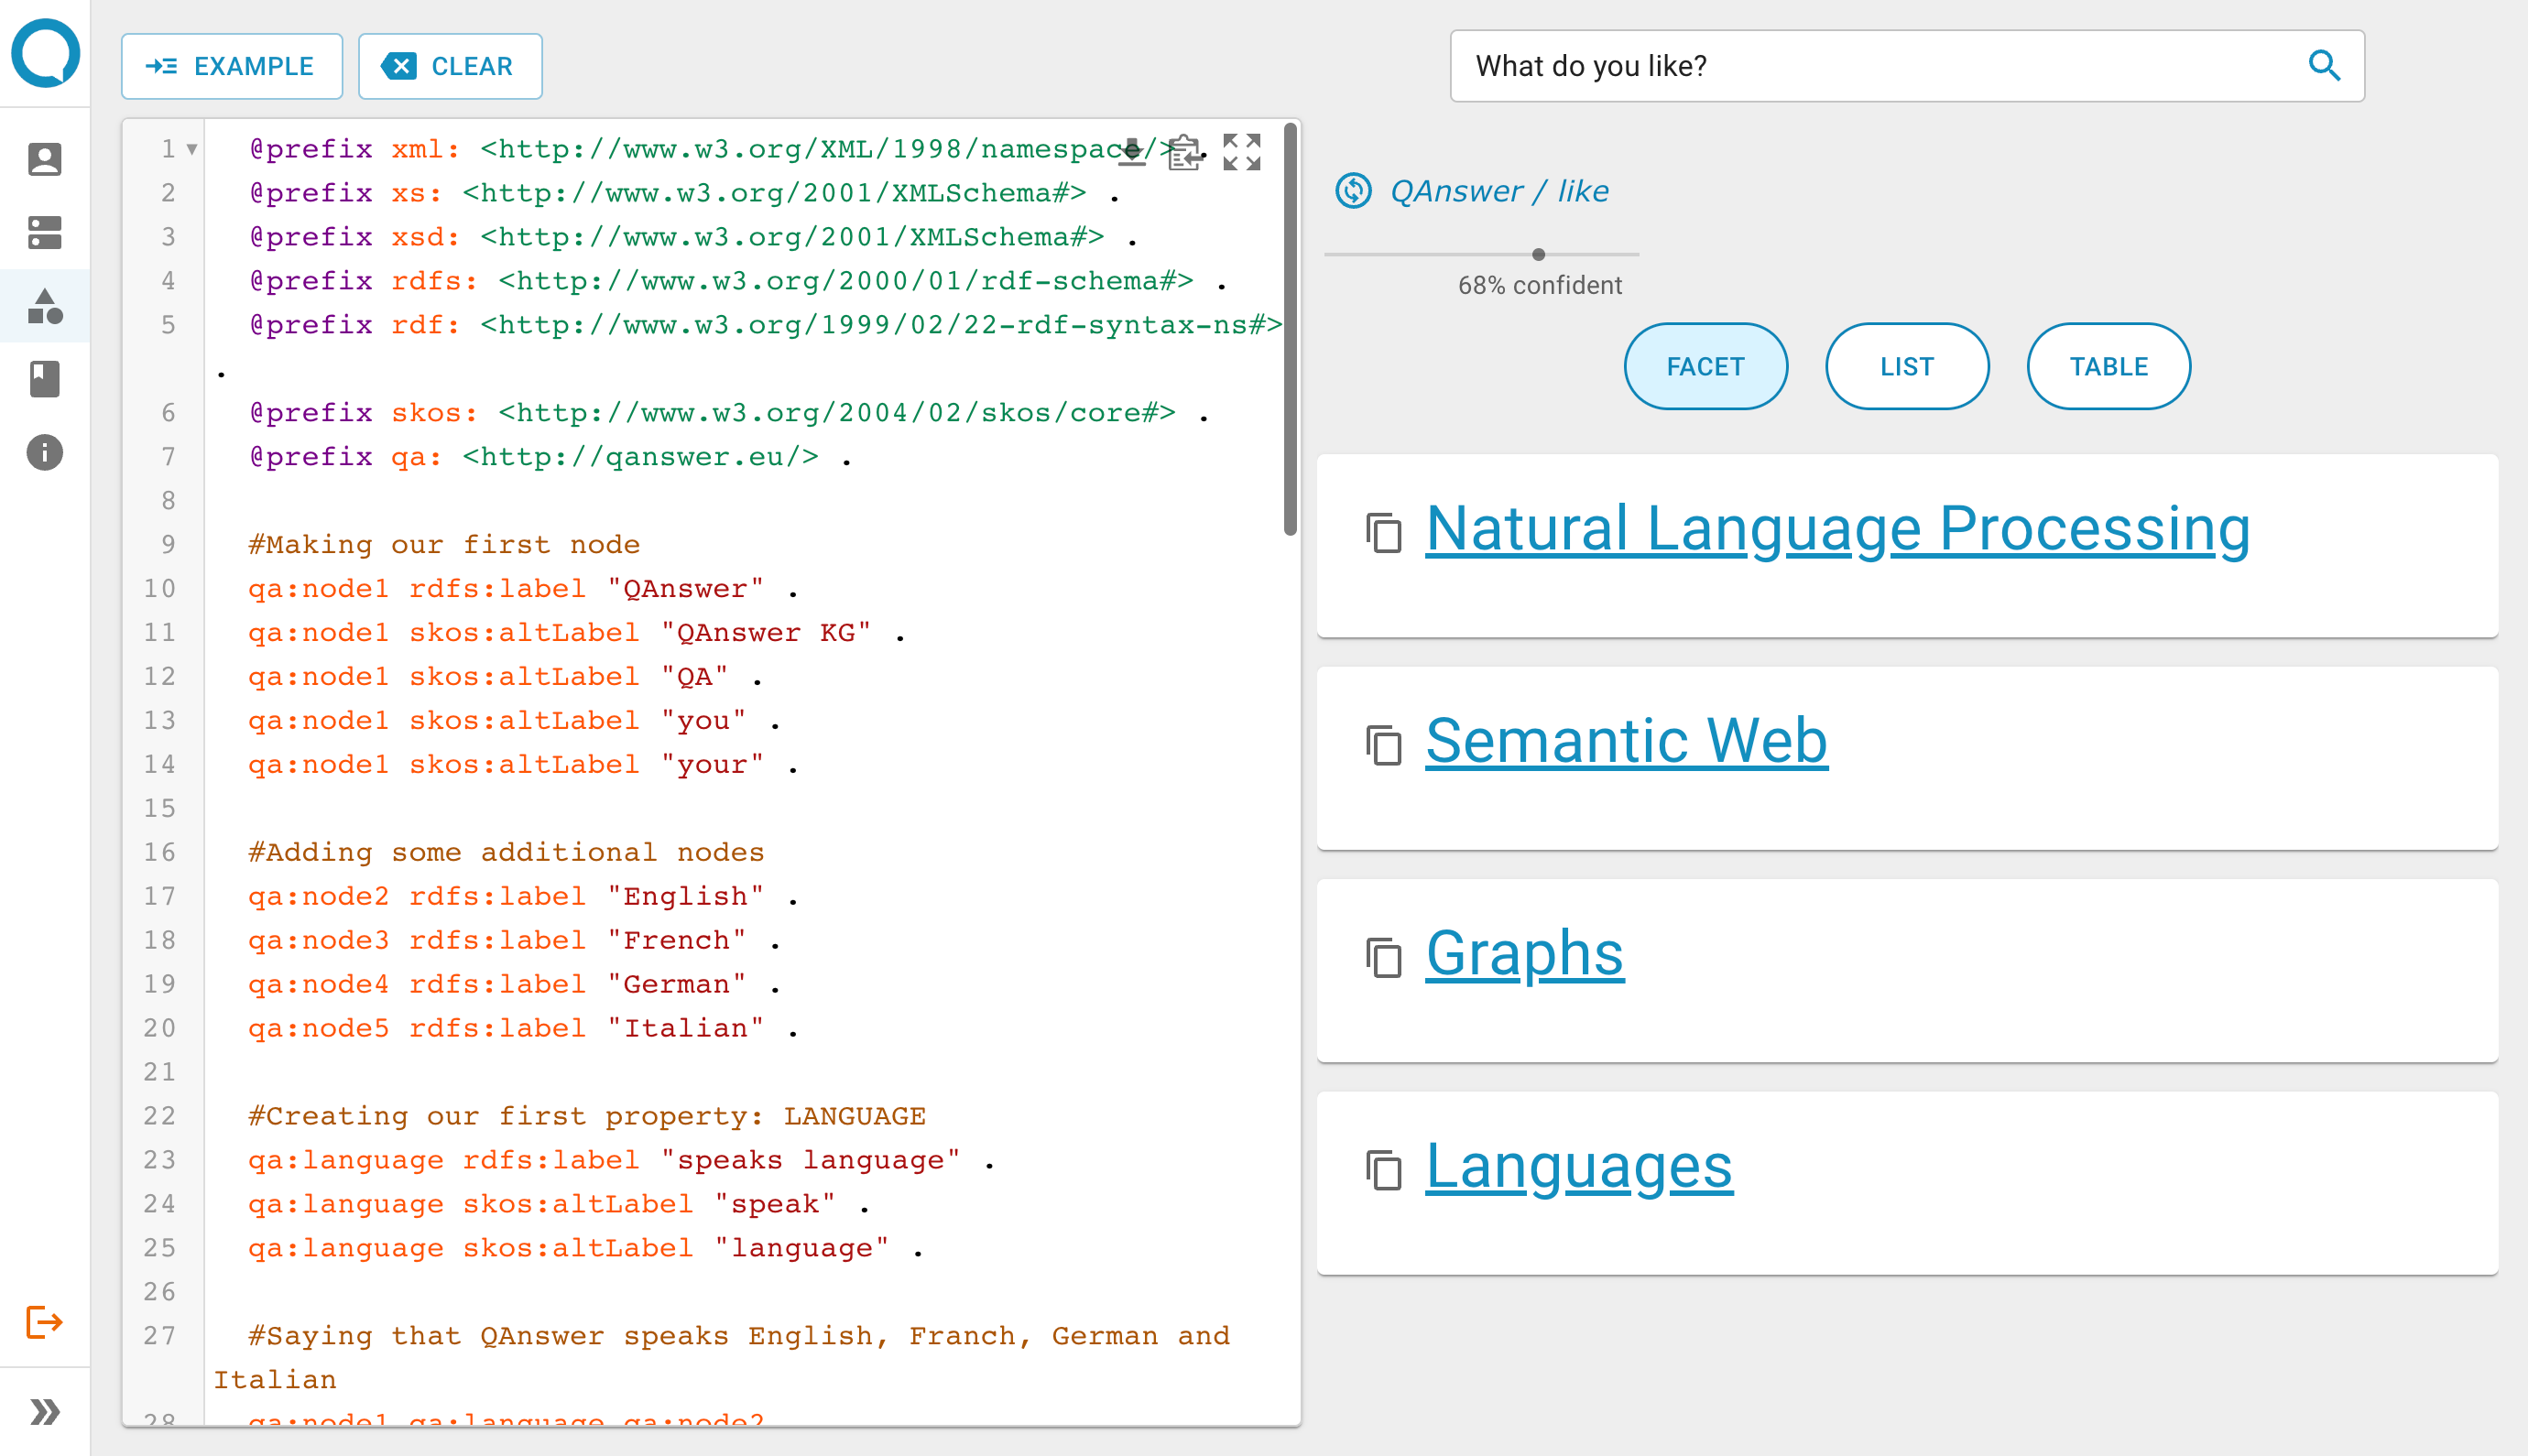 EXAMPLE
CLEAR
1 @prefix xml: <http://www.w3.org/XML/1998/namespace/> .
2 @prefix xs: <http://www.w3.org/2001/XMLSchema#> .
3 @prefix xsd: <http://www.w3.org/2001/XMLSchema#> .
4 @prefix rdfs: <http://www.w3.org/2000/01/rdf-schema#> .
5 @prefix rdf: <http://www.w3.org/1999/02/22-rdf-syntax-ns#>
.
6 @prefix skos: <http://www.w3.org/2004/02/skos/core#> .
7 @prefix qa: <http://qanswer.eu/> .
8
9 #Making our first node
10 qa:node1 rdfs:label "QAnswer" .
11 qa:node1 skos:altLabel "QAnswer KG" .
12 qa:node1 skos:altLabel "QA" .
13 qa:node1 skos:altLabel "you" .
14 qa:node1 skos:altLabel "your" .
15
16 #Adding some additional nodes
17 qa:node2 rdfs:label "English" .
18 qa:node3 rdfs:label "French" .
19 qa:node4 rdfs:label "German" .
20 qa:node5 rdfs:label "Italian" .
21
22 #Creating our first property: LANGUAGE
23 qa:language rdfs:label "speaks language" .
24 qa:language skos:altLabel "speak" .
25 qa:language skos:altLabel "language" .
26
27 #Saying that QAnswer speaks English, Franch, German and
Italian
28 qa:node1 qa:language qa:node2
What do you like?
QAnswer / like
68% confident
FACET
LIST
TABLE
Natural Language Processing
Semantic Web
Graphs
Languages